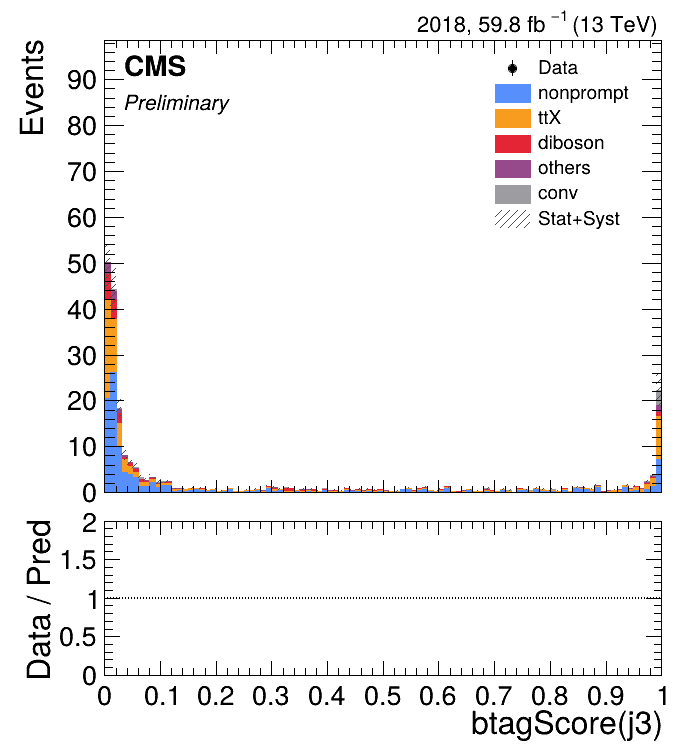 2018, 59.8 fb⁻¹ (13 TeV)
CMS
Preliminary
Events
90
80
70
60
50
40
30
20
10
0
Data
nonprompt
ttX
diboson
others
conv
Stat+Syst
Data / Pred
2
1.5
1
0.5
0
0 0.1 0.2 0.3 0.4 0.5 0.6 0.7 0.8 0.9 1
btagScore(j3)